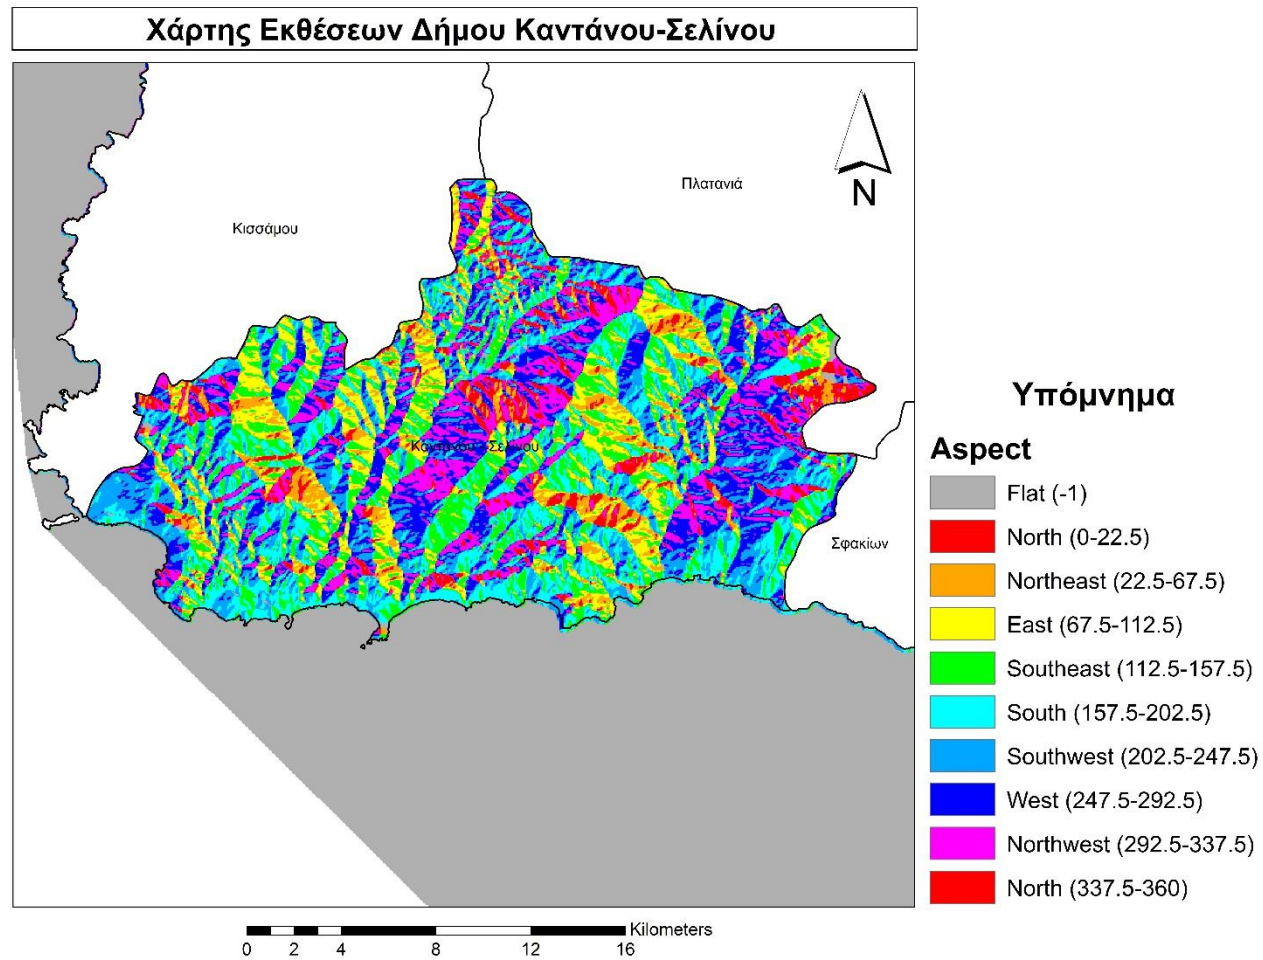 Χάρτης Εκθέσεων Δήμου Καντάνου-Σελίνου
Πλατανιά
N
Κισσάμου
Καντάνου - Σελίνου
Σφακίων
Υπόμνημα
Aspect
Flat (-1)
North (0-22.5)
Northeast (22.5-67.5)
East (67.5-112.5)
Southeast (112.5-157.5)
South (157.5-202.5)
Southwest (202.5-247.5)
West (247.5-292.5)
Northwest (292.5-337.5)
North (337.5-360)
Kilometers
0 2 4 8 12 16